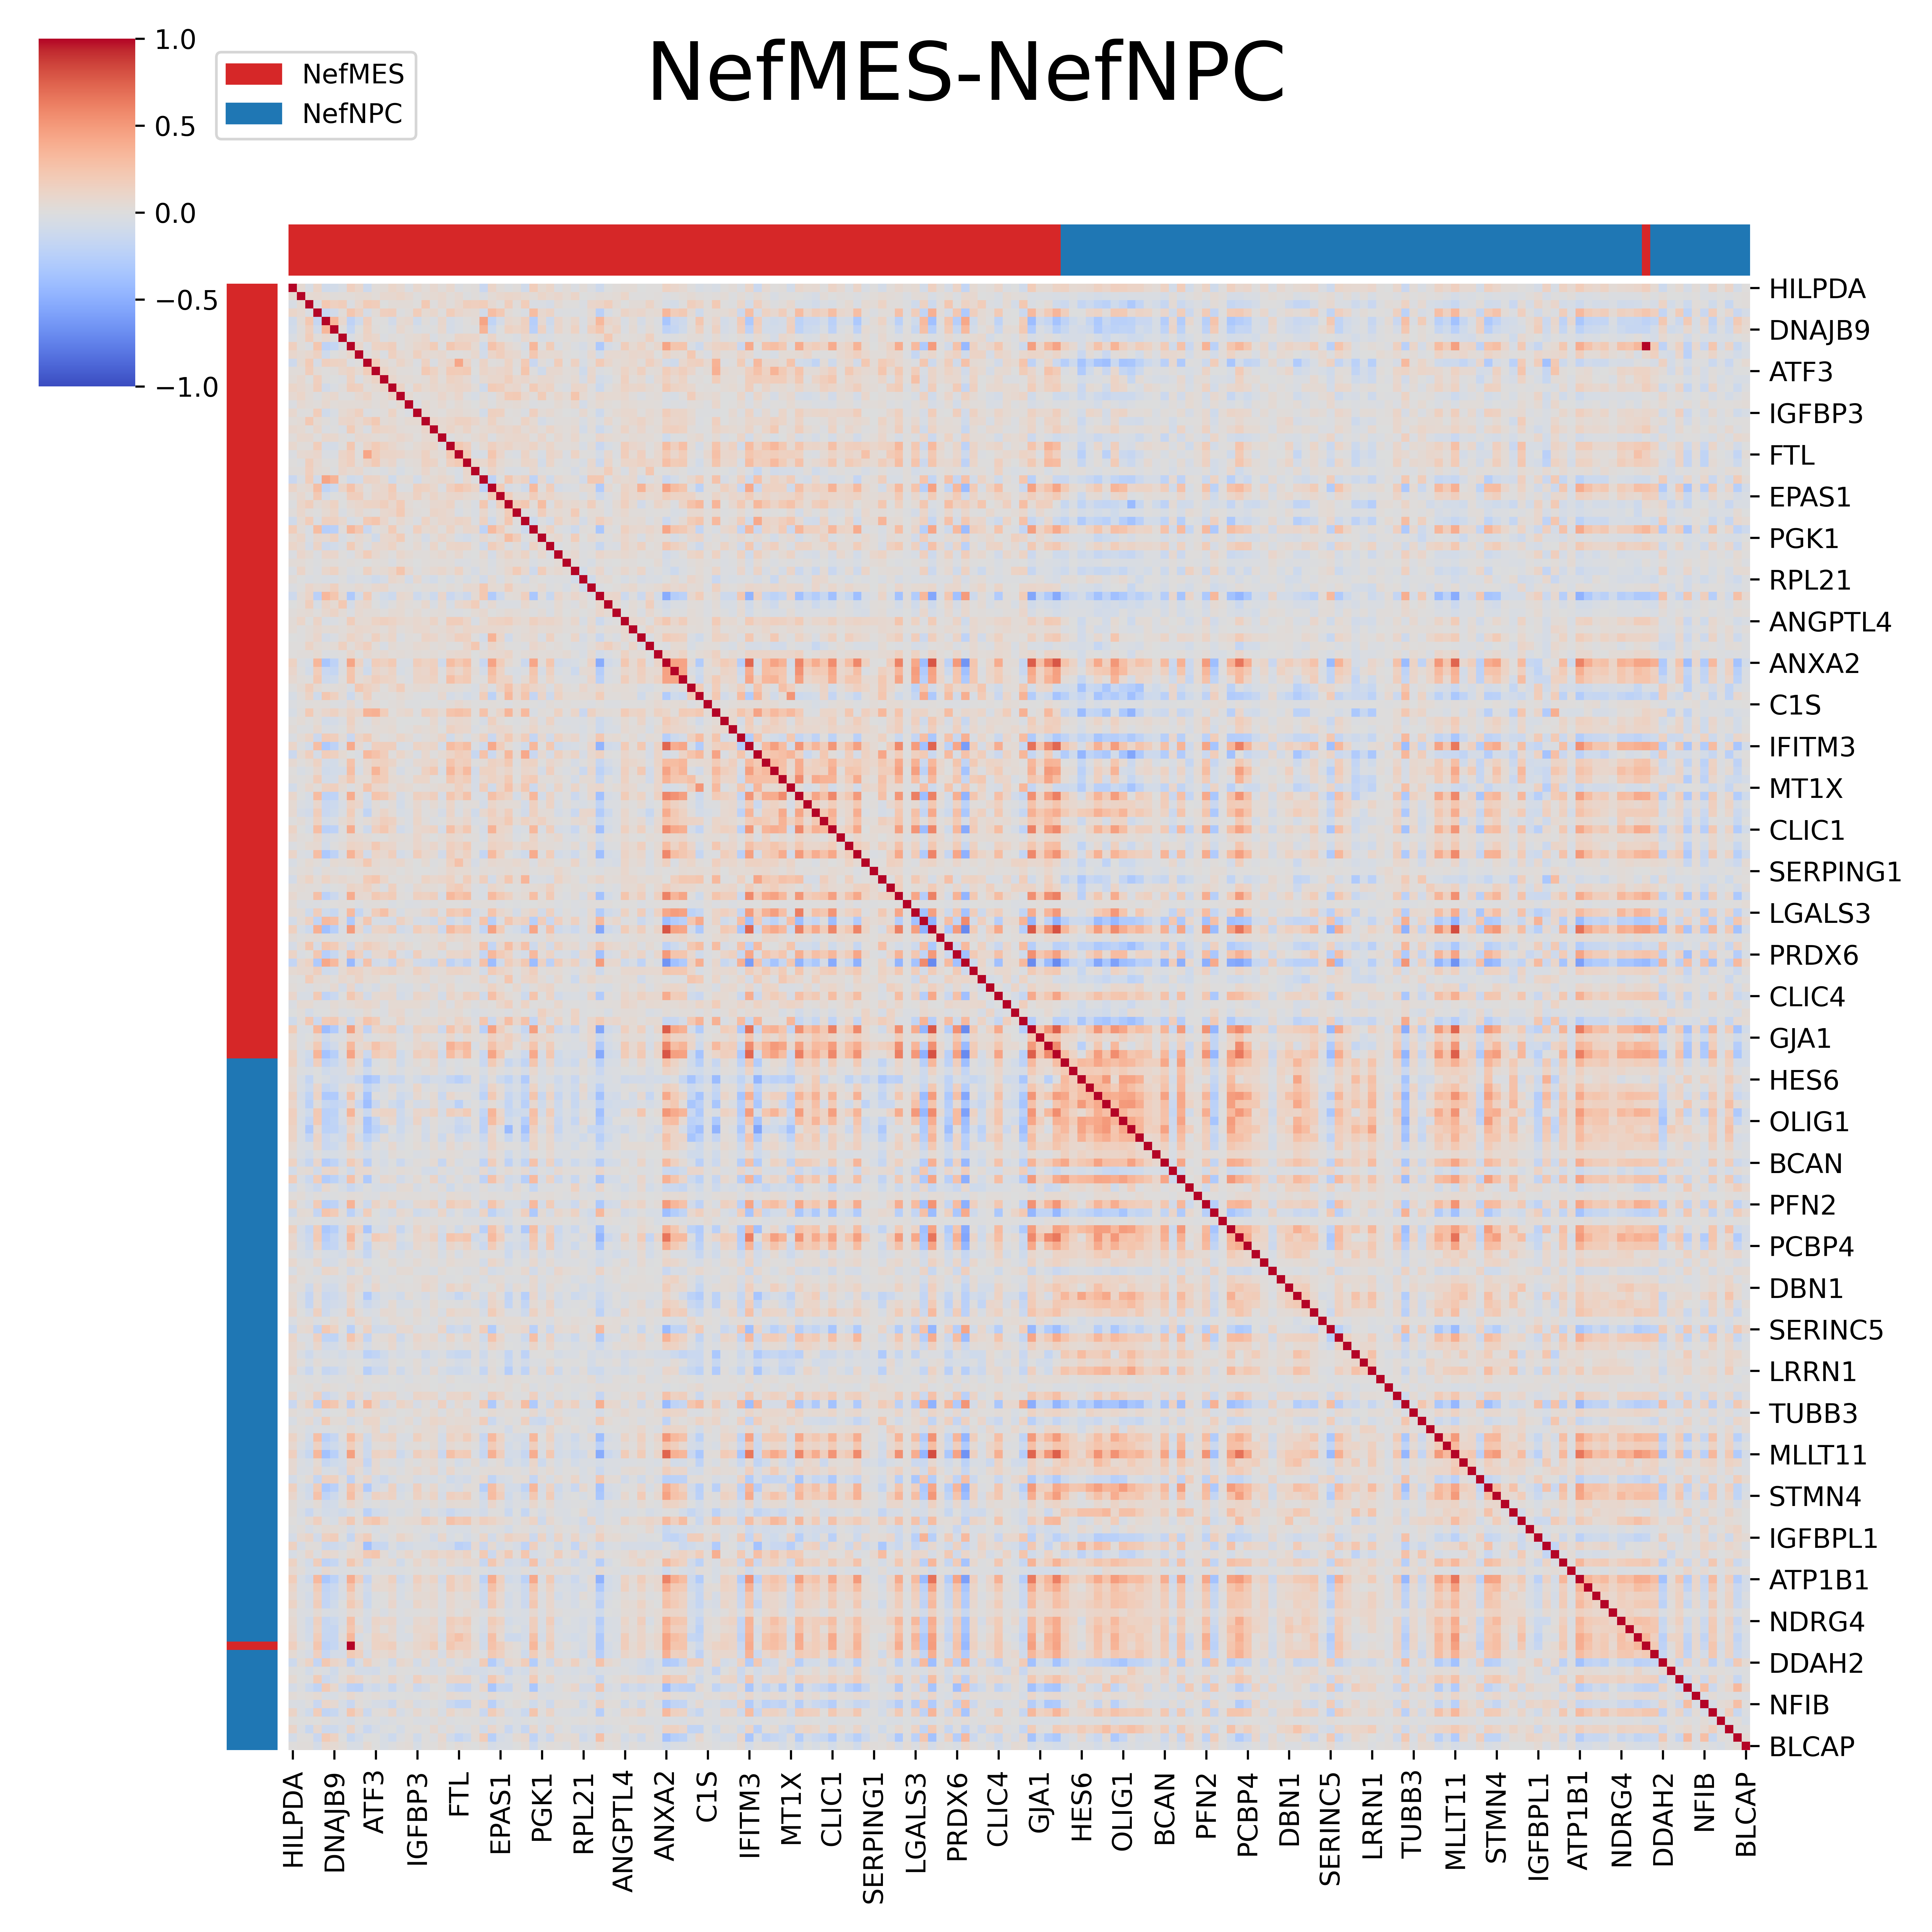 NefMES-NefNPC
1.0
0.5
0.0
−0.5
−1.0
NefMES
NefNPC
HILPDA
DNAJB9
ATF3
IGFBP3
FTL
EPAS1
PGK1
RPL21
ANGPTL4
ANXA2
C1S
IFITM3
MT1X
CLIC1
SERPING1
LGALS3
PRDX6
CLIC4
GJA1
HES6
OLIG1
BCAN
PFN2
PCBP4
DBN1
SERINC5
LRRN1
TUBB3
MLLT11
STMN4
IGFBPL1
ATP1B1
NDRG4
DDAH2
NFIB
BLCAP
HILPDA
DNAJB9
ATF3
IGFBP3
FTL
EPAS1
PGK1
RPL21
ANGPTL4
ANXA2
C1S
IFITM3
MT1X
CLIC1
SERPING1
LGALS3
PRDX6
CLIC4
GJA1
HES6
OLIG1
BCAN
PFN2
PCBP4
DBN1
SERINC5
LRRN1
TUBB3
MLLT11
STMN4
IGFBPL1
ATP1B1
NDRG4
DDAH2
NFIB
BLCAP